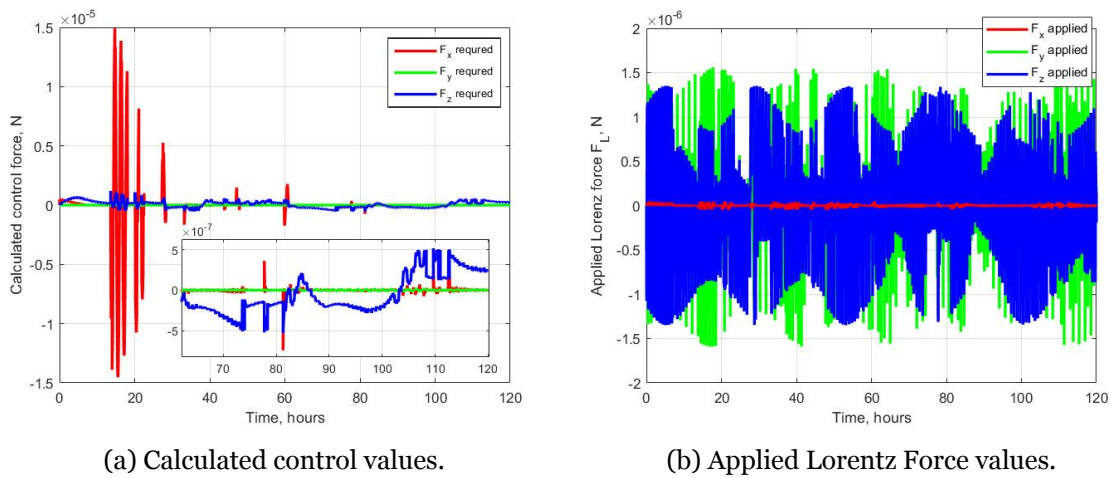 ×10⁻⁵
1.5
1
0.5
0
-0.5
-1
-1.5
Calculated control force, N
F_x requred
F_y requred
F_z requred
×10⁻⁷
5
0
-5
70 80 90 100 110 120
0 20 40 60 80 100 120
Time, hours
(a) Calculated control values.
×10⁻⁶
2
1.5
1
0.5
0
-0.5
-1
-1.5
-2
Applied Lorenz force F_L, N
F_x applied
F_y applied
F_z applied
0 20 40 60 80 100 120
Time, hours
(b) Applied Lorentz Force values.